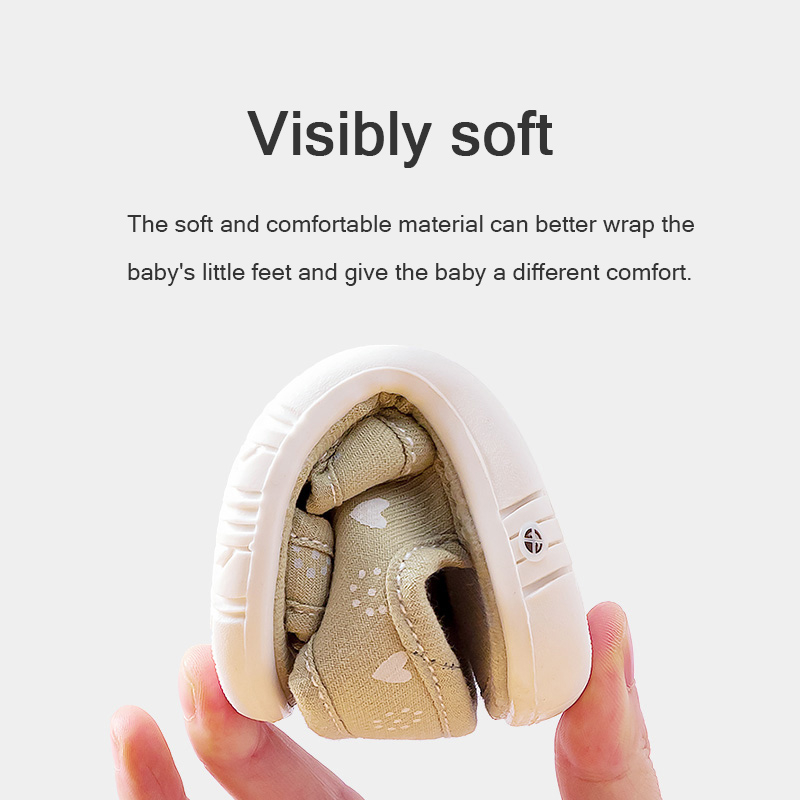 Visibly soft
The soft and comfortable material can better wrap the
baby's little feet and give the baby a different comfort.